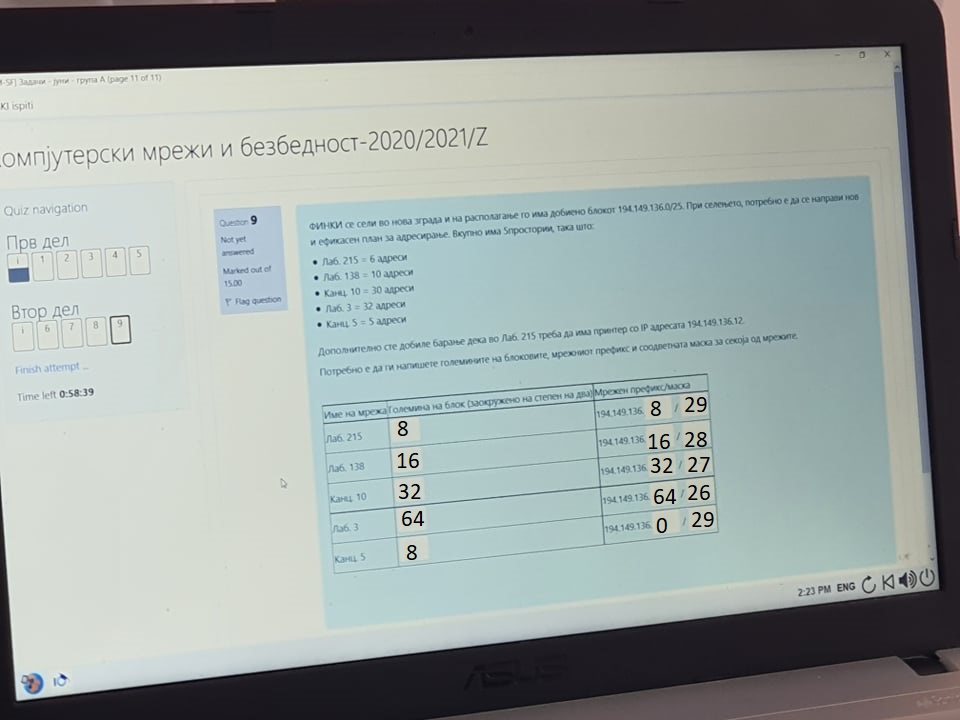 -SF] Задачи - јуни - група А (page 11 of 11)
KI ispiti
омпјутерски мрежи и безбедност-2020/2021/Z
Quiz navigation
Прв дел
i 1 2 3 4 5
Втор дел
i 6 7 8 9
Finish attempt ...
Time left 0:58:39
Question 9
Not yet
answered
Marked out of
15.00
Flag question
ФИНКИ се сели во нова зграда и на располагање го има добиено блокот 194.149.136.0/25. При селењето, потребно е да се направи нов
и ефикасен план за адресирање. Вкупно има 5простории, така што:
• Лаб. 215 = 6 адреси
• Лаб. 138 = 10 адреси
• Канц. 10 = 30 адреси
• Лаб. 3 = 32 адреси
• Канц. 5 = 5 адреси
Дополнително сте добиле барање дека во Лаб. 215 треба да има принтер со IP адресата 194.149.136.12.
Потребно е да ги напишете големините на блоковите, мрежниот префикс и соодветната маска за секоја од мрежите.
Име на мрежа Големина на блок (заокружено на степен на два) Мрежен префикс/маска
Лаб. 215 8 194.149.136. 8 / 29
Лаб. 138 16 194.149.136. 16 / 28
Канц. 10 32 194.149.136. 32 / 27
Лаб. 3 64 194.149.136. 64 / 26
Канц. 5 8 194.149.136. 0 / 29
2:23 PM ENG
ASUS